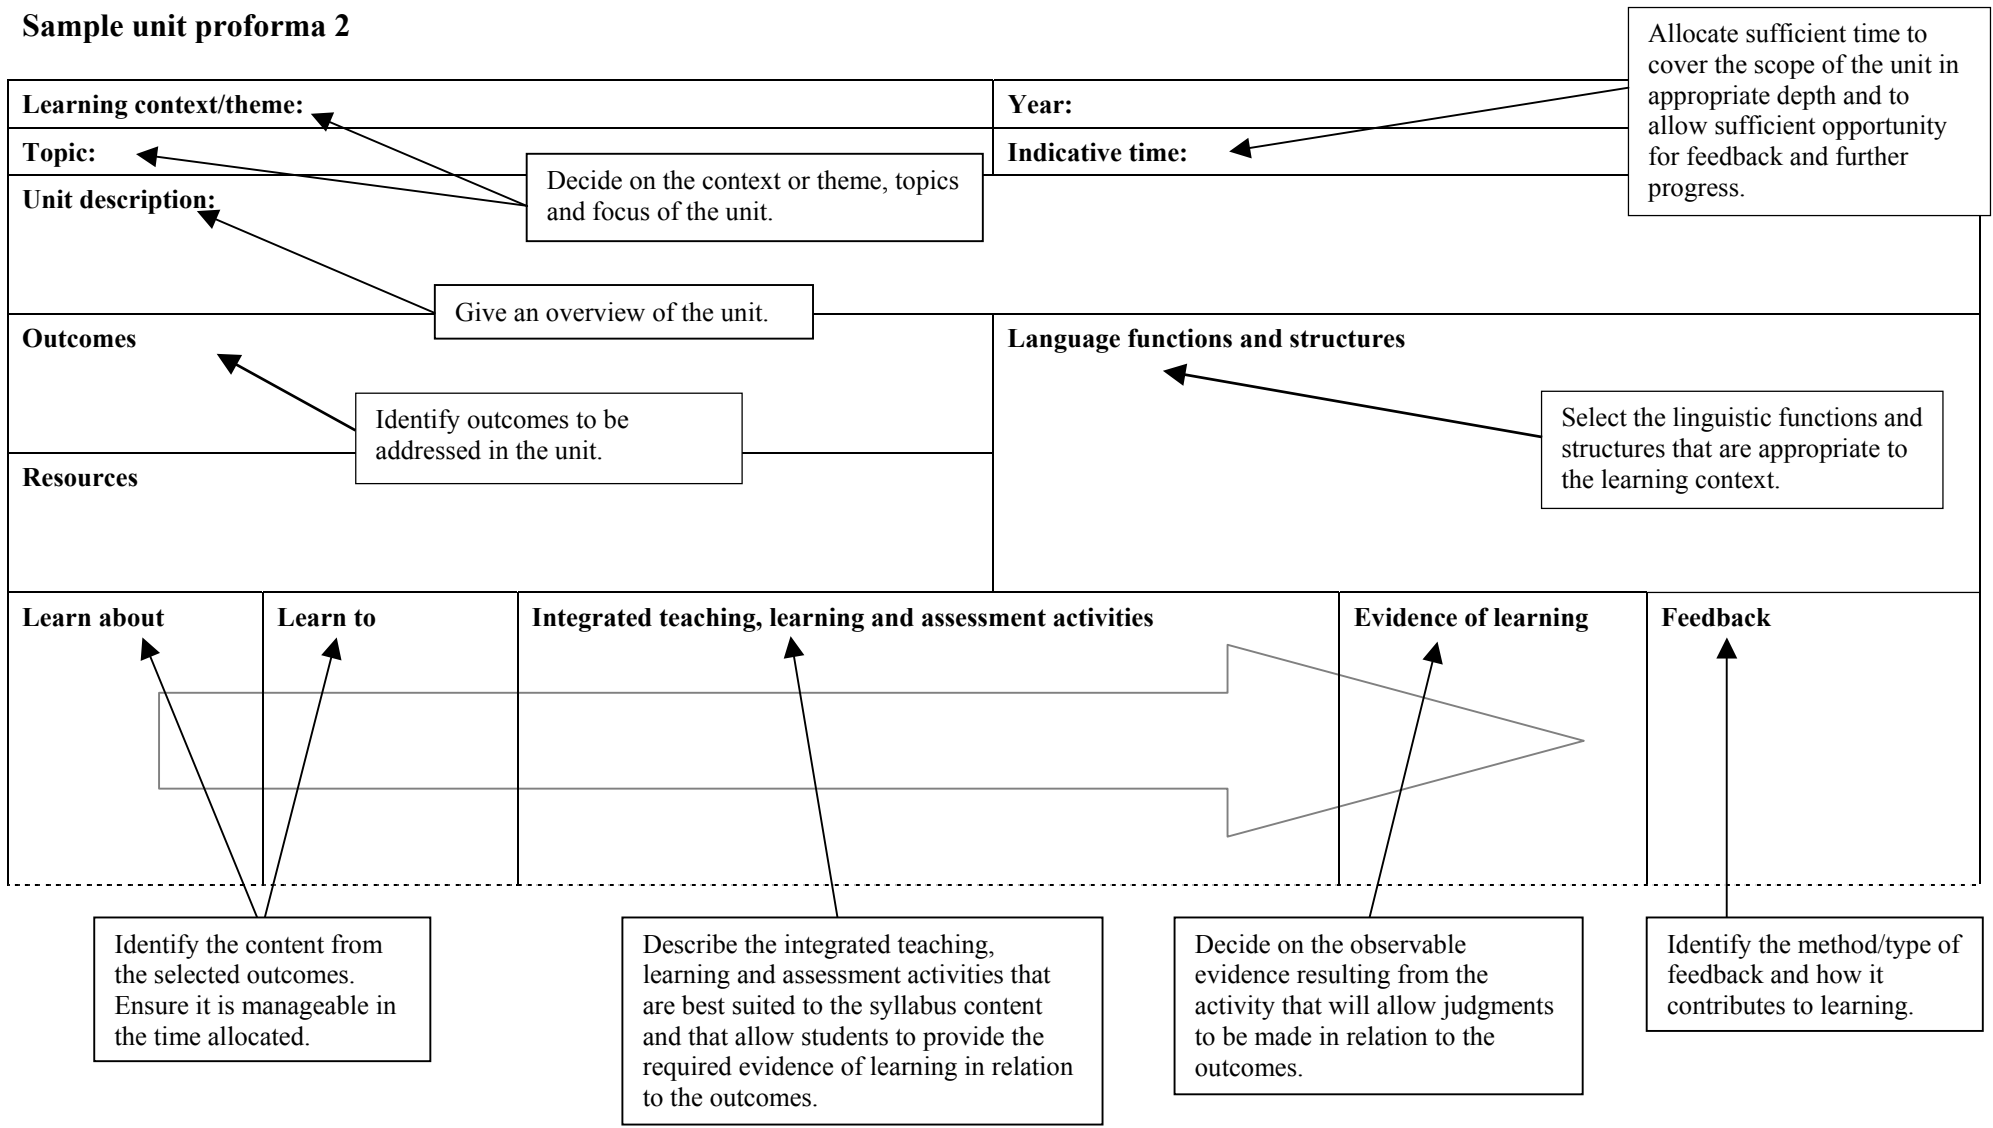 Sample unit proforma 2
Allocate sufficient time to
cover the scope of the unit in
appropriate depth and to
allow sufficient opportunity
for feedback and further
progress.
Learning context/theme:
Year:
Topic:
Indicative time:
Decide on the context or theme, topics
and focus of the unit.
Unit description:
Give an overview of the unit.
Outcomes
Language functions and structures
Identify outcomes to be
addressed in the unit.
Select the linguistic functions and
structures that are appropriate to
the learning context.
Resources
Learn about
Learn to
Integrated teaching, learning and assessment activities
Evidence of learning
Feedback
Identify the content from
the selected outcomes.
Ensure it is manageable in
the time allocated.
Describe the integrated teaching,
learning and assessment activities that
are best suited to the syllabus content
and that allow students to provide the
required evidence of learning in relation
to the outcomes.
Decide on the observable
evidence resulting from the
activity that will allow judgments
to be made in relation to the
outcomes.
Identify the method/type of
feedback and how it
contributes to learning.